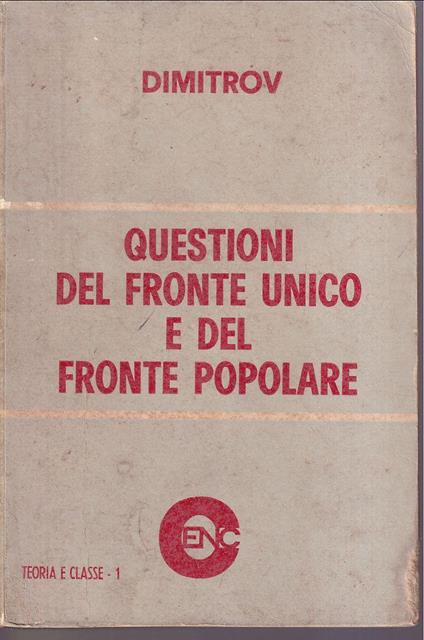 DIMITROV
QUESTIONI
DEL FRONTE UNICO
E DEL
FRONTE POPOLARE
ENC
TEORIA E CLASSE - 1